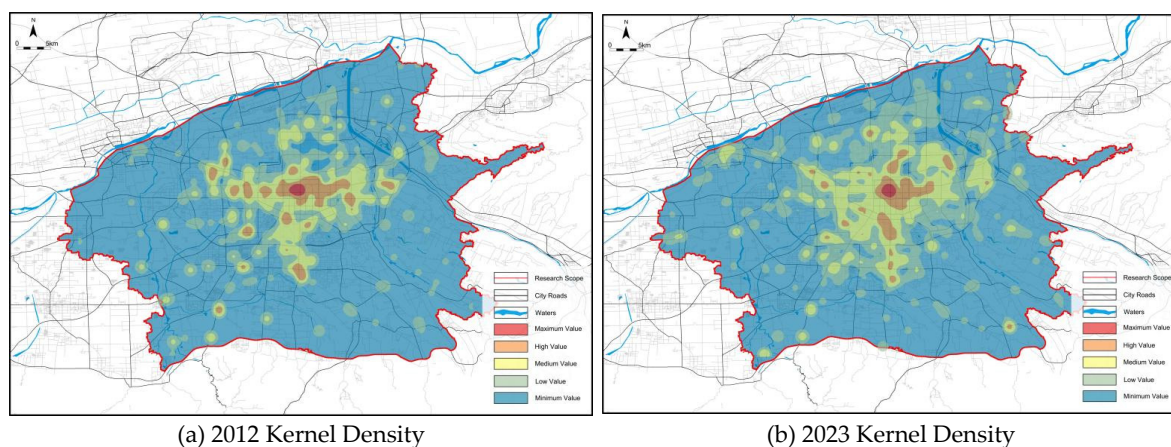 N
0 5km
Research Scope
City Roads
Waters
Maximum Value
High Value
Medium Value
Low Value
Minimum Value
(a) 2012 Kernel Density
N
0 5km
Research Scope
City Roads
Waters
Maximum Value
High Value
Medium Value
Low Value
Minimum Value
(b) 2023 Kernel Density